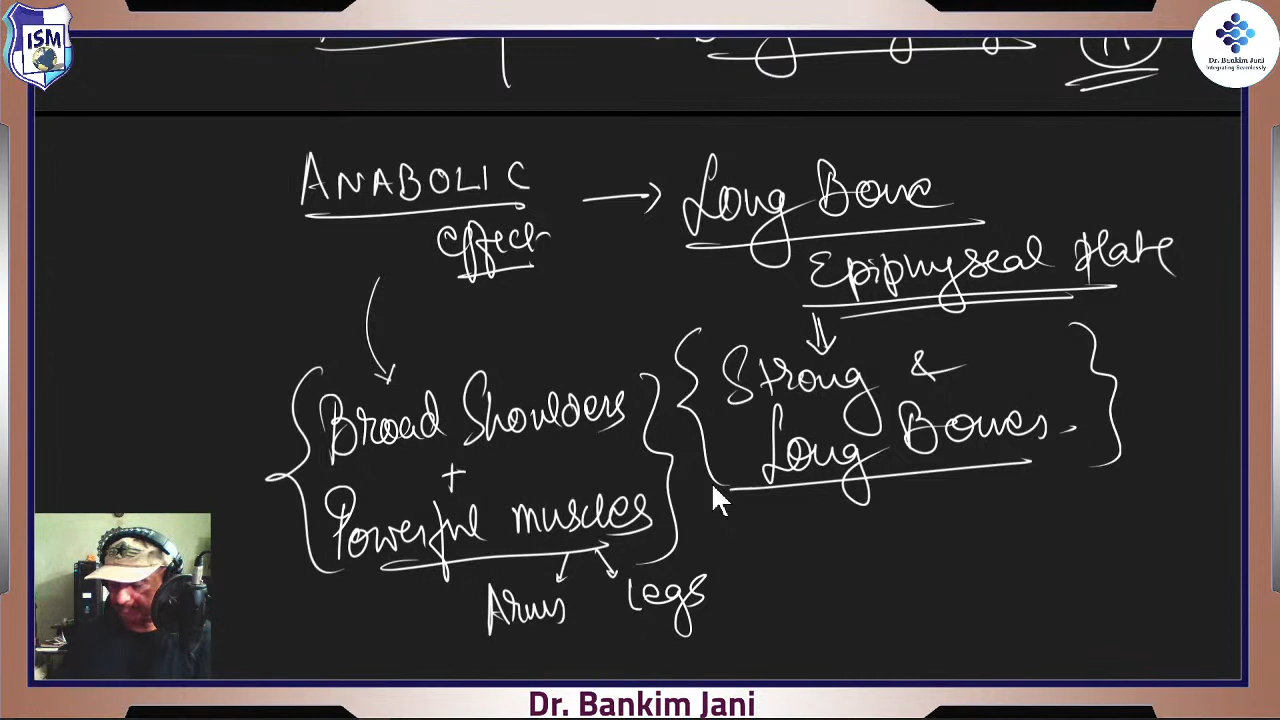 ISM
Dr. Bankim Jani
Integrating Seamlessly
ANABOLIC
effect
Long Bone
Epiphyseal plate
Strong &
Long Bones.
Broad Shoulders
+
Powerful muscles
Arms
legs
Dr. Bankim Jani